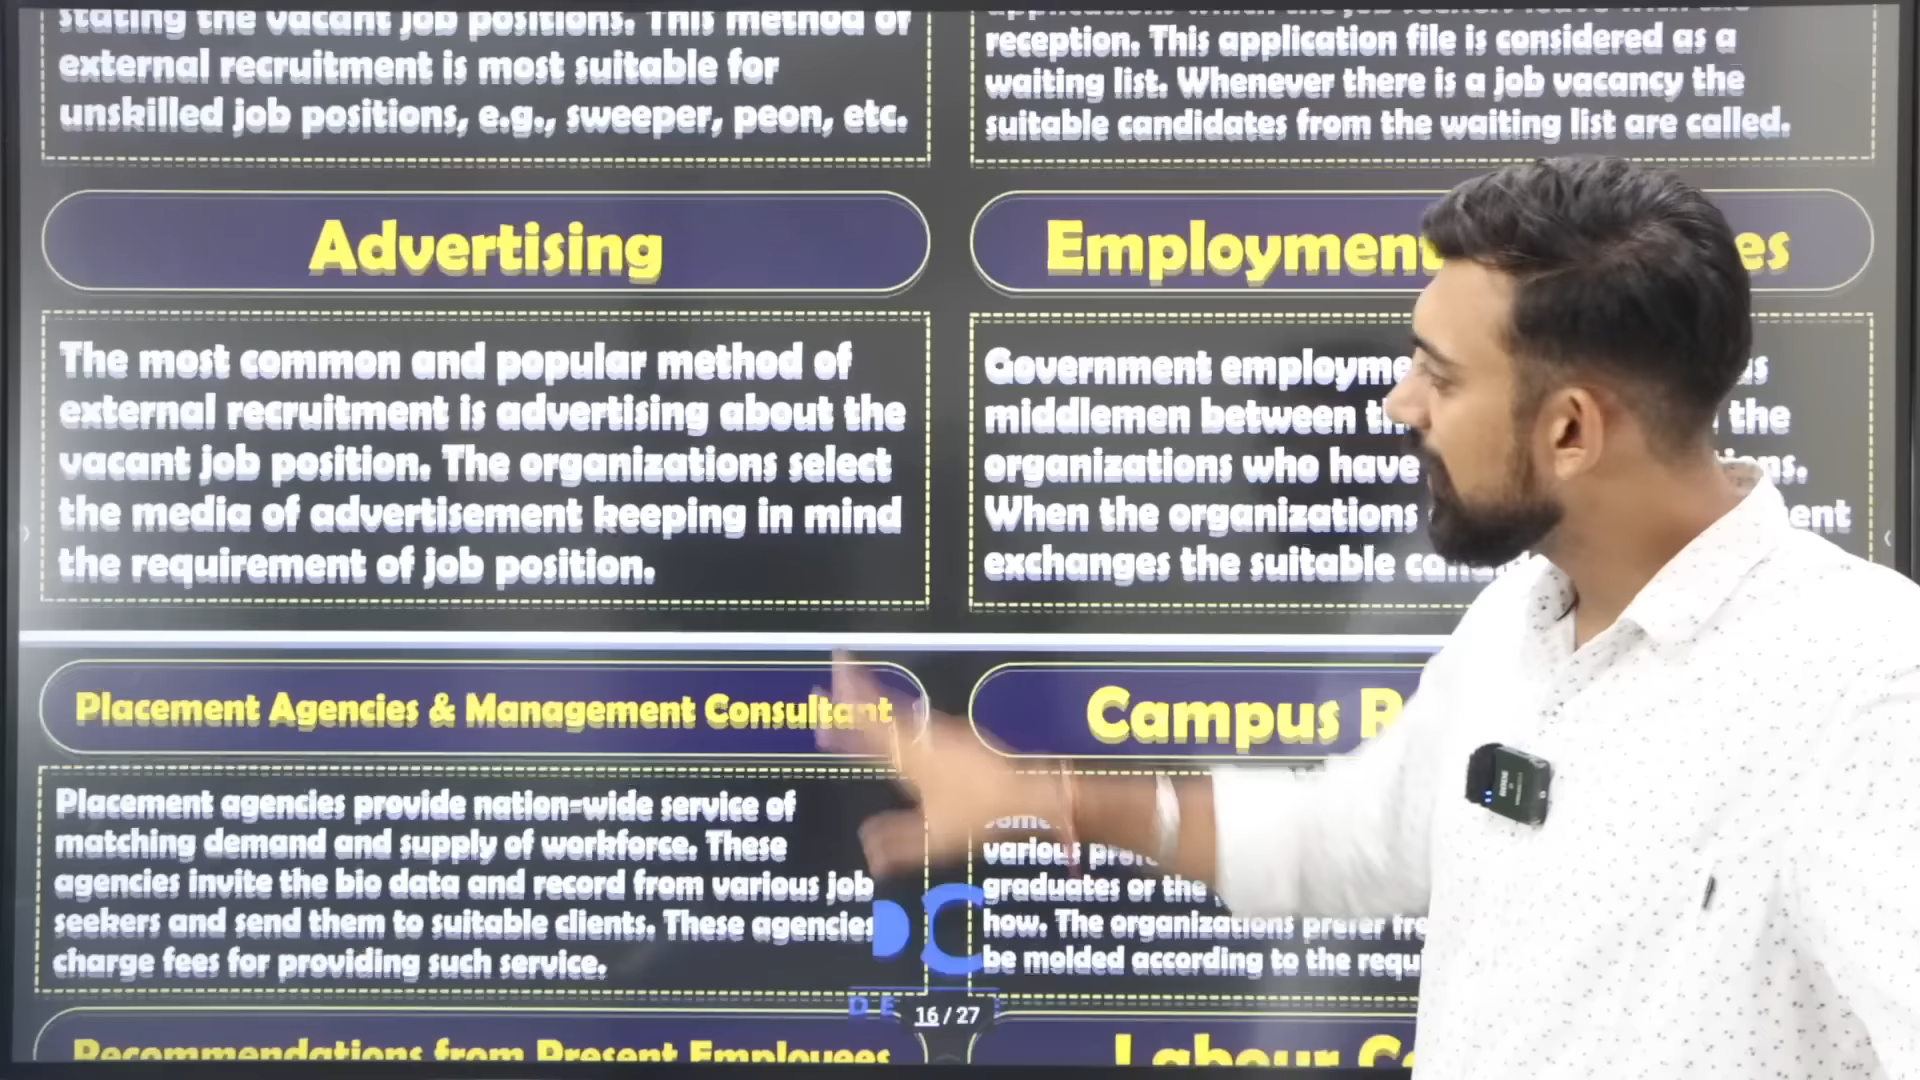 stating the vacant job positions. This method of
external recruitment is most suitable for
unskilled job positions, e.g., sweeper, peon, etc.
reception. This application file is considered as a
waiting list. Whenever there is a job vacancy the
suitable candidates from the waiting list are called.
Advertising
The most common and popular method of
external recruitment is advertising about the
vacant job position. The organizations select
the media of advertisement keeping in mind
the requirement of job position.
Employment
Government
middlemen between the
organizations who have
When the organizations
exchanges the suitable
Placement Agencies & Management Consultant
Placement agencies provide nation-wide service of
matching demand and supply of workforce. These
agencies invite the bio data and record from various job
seekers and send them to suitable clients. These agencies
charge fees for providing such service.
Campus
various
graduates or the
how. The organizations prefer
be molded according to the
DC
DE
16 / 27
Recommendations from Present Employees
Labour